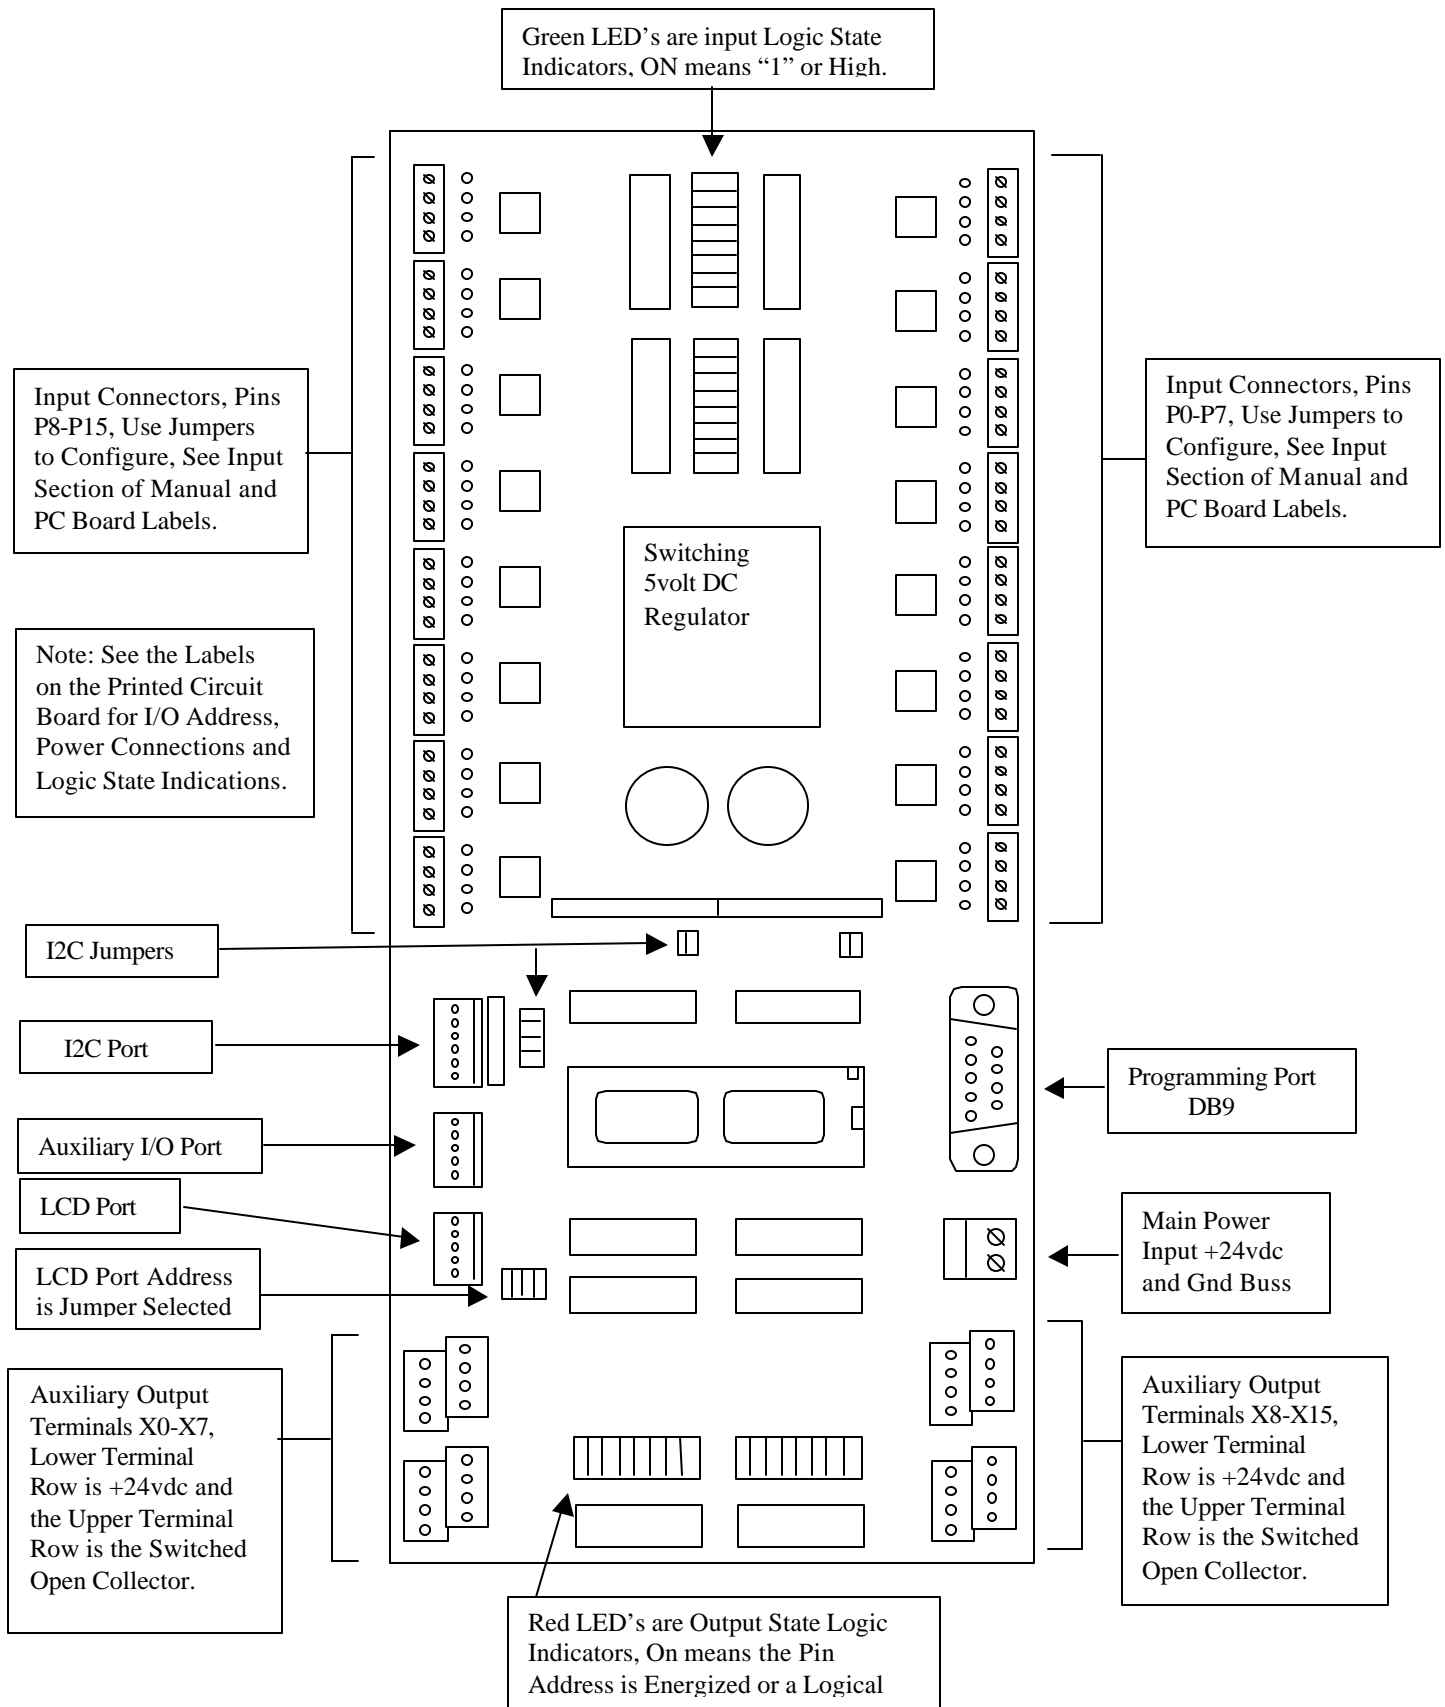 Green LED's are input Logic State
Indicators, ON means “1” or High.
Input Connectors, Pins
P8-P15, Use Jumpers
to Configure, See Input
Section of Manual and
PC Board Labels.
Input Connectors, Pins
P0-P7, Use Jumpers to
Configure, See Input
Section of Manual and
PC Board Labels.
Switching
5volt DC
Regulator
Note: See the Labels
on the Printed Circuit
Board for I/O Address,
Power Connections and
Logic State Indications.
I2C Jumpers
I2C Port
Programming Port
DB9
Auxiliary I/O Port
LCD Port
Main Power
Input +24vdc
and Gnd Buss
LCD Port Address
is Jumper Selected
Auxiliary Output
Terminals X0-X7,
Lower Terminal
Row is +24vdc and
the Upper Terminal
Row is the Switched
Open Collector.
Auxiliary Output
Terminals X8-X15,
Lower Terminal
Row is +24vdc and
the Upper Terminal
Row is the Switched
Open Collector.
Red LED's are Output State Logic
Indicators, On means the Pin
Address is Energized or a Logical